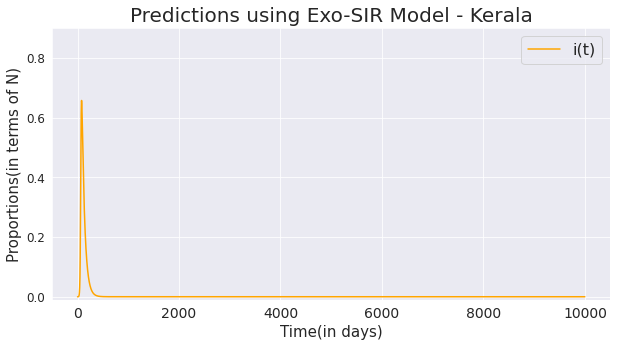 Predictions using Exo-SIR Model - Kerala
i(t)
Proportions(in terms of N)
0.8
0.6
0.4
0.2
0.0
0 2000 4000 6000 8000 10000
Time(in days)